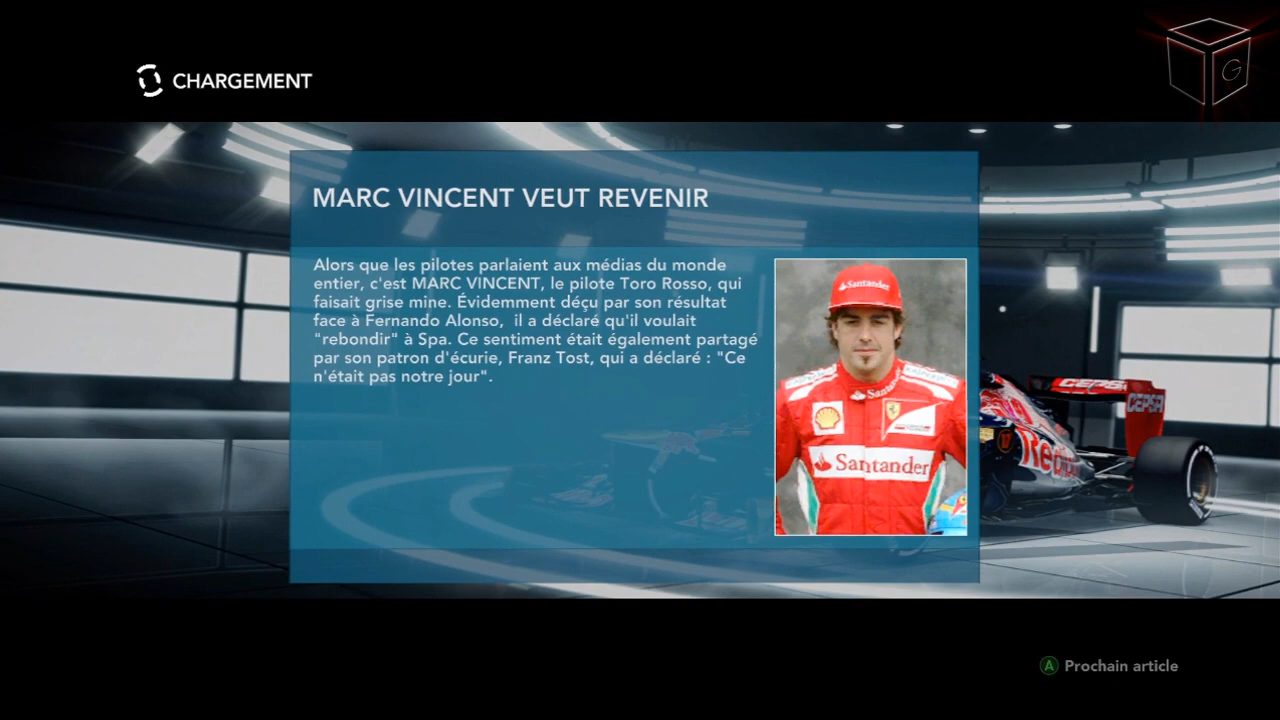 CHARGEMENT
G
MARC VINCENT VEUT REVENIR
Alors que les pilotes parlaient aux médias du monde
entier, c'est MARC VINCENT, le pilote Toro Rosso, qui
faisait grise mine. Évidemment déçu par son résultat
face à Fernando Alonso,  il a déclaré qu'il voulait
"rebondir" à Spa. Ce sentiment était également partagé
par son patron d'écurie, Franz Tost, qui a déclaré : "Ce
n'était pas notre jour".
Santander
Santander
Santander
CEPSA
CEPSA
A Prochain article